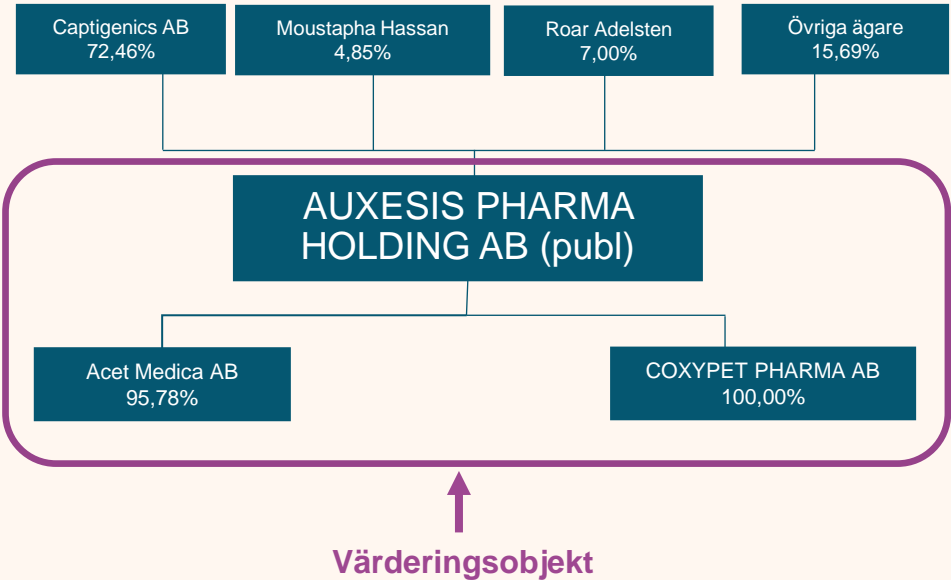 Captigenics AB
72,46%
Moustapha Hassan
4,85%
Roar Adelsten
7,00%
Övriga ägare
15,69%
AUXESIS PHARMA
HOLDING AB (publ)
Acet Medica AB
95,78%
COXYPET PHARMA AB
100,00%
Värderingsobjekt